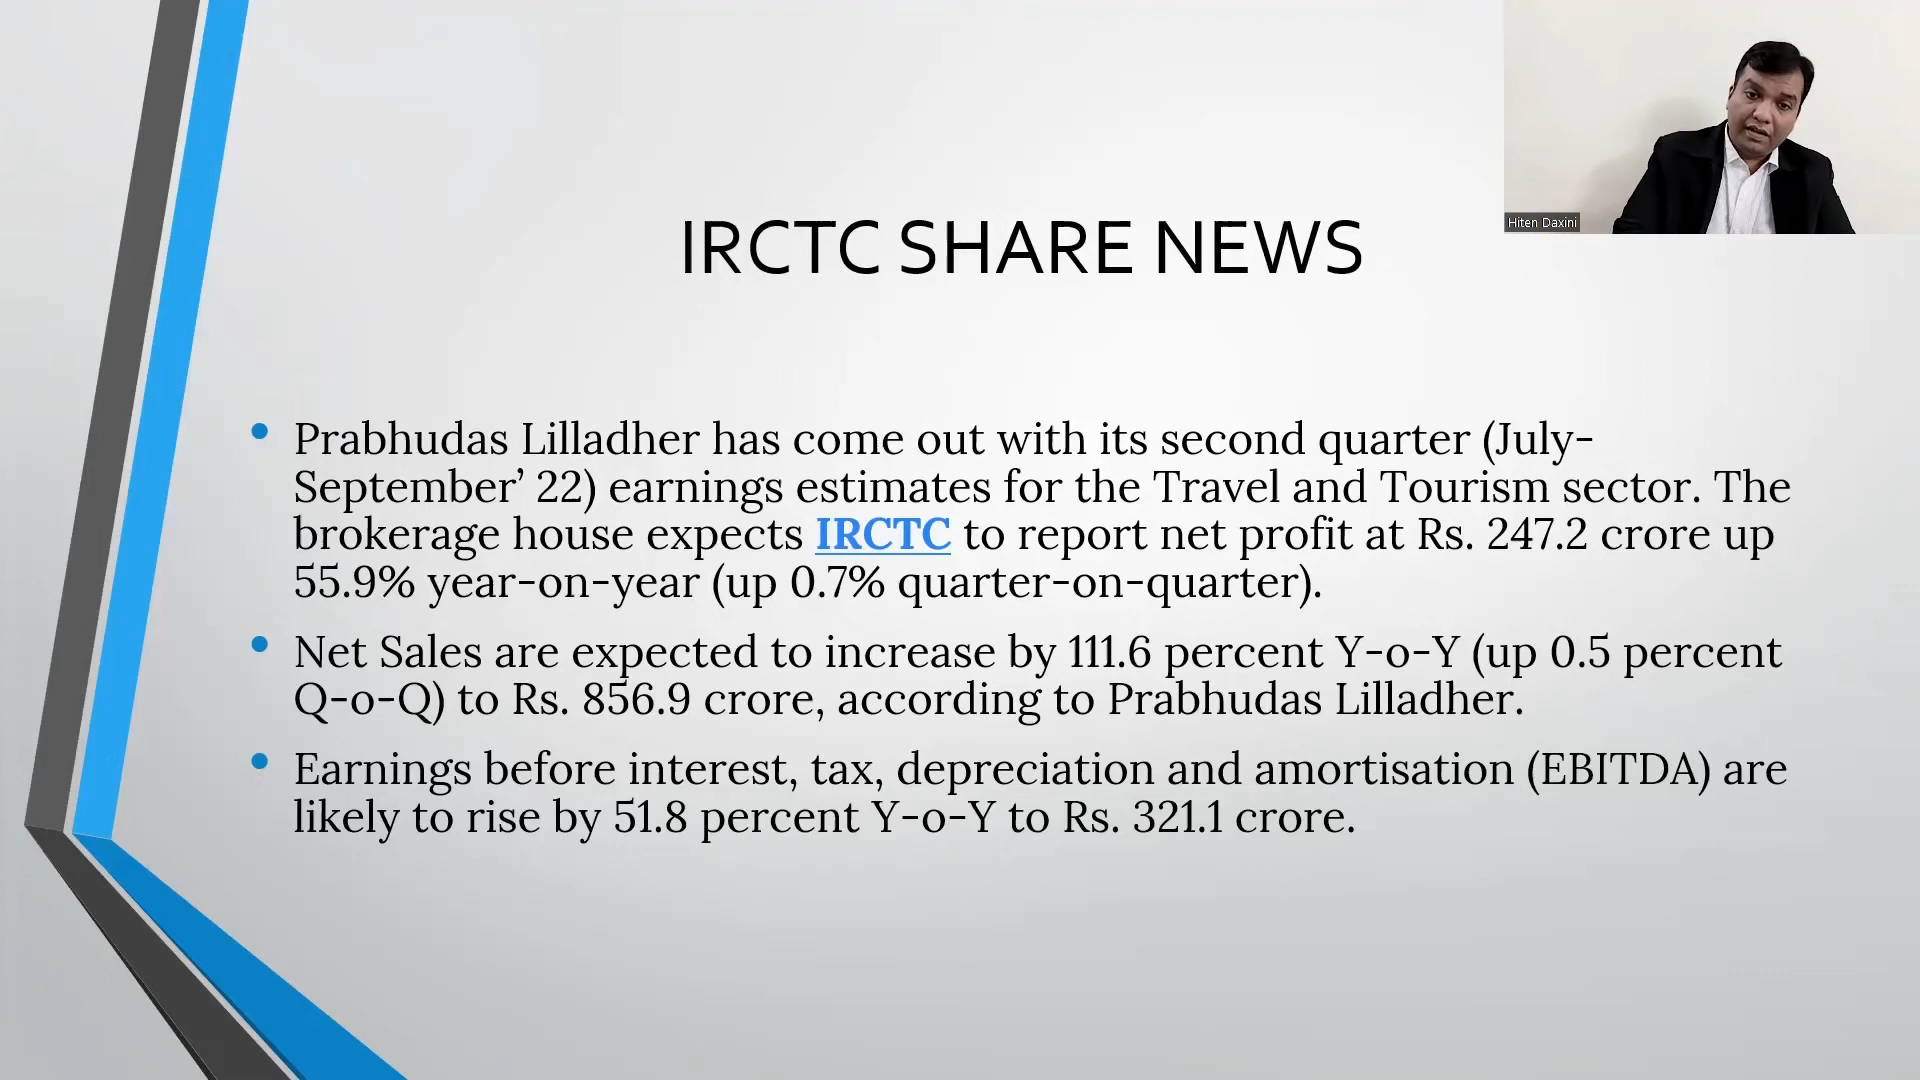 Hiten Daxini
IRCTC SHARE NEWS
• Prabhudas Lilladher has come out with its second quarter (July-
September’ 22) earnings estimates for the Travel and Tourism sector. The
brokerage house expects IRCTC to report net profit at Rs. 247.2 crore up
55.9% year-on-year (up 0.7% quarter-on-quarter).
• Net Sales are expected to increase by 111.6 percent Y-o-Y (up 0.5 percent
Q-o-Q) to Rs. 856.9 crore, according to Prabhudas Lilladher.
• Earnings before interest, tax, depreciation and amortisation (EBITDA) are
likely to rise by 51.8 percent Y-o-Y to Rs. 321.1 crore.